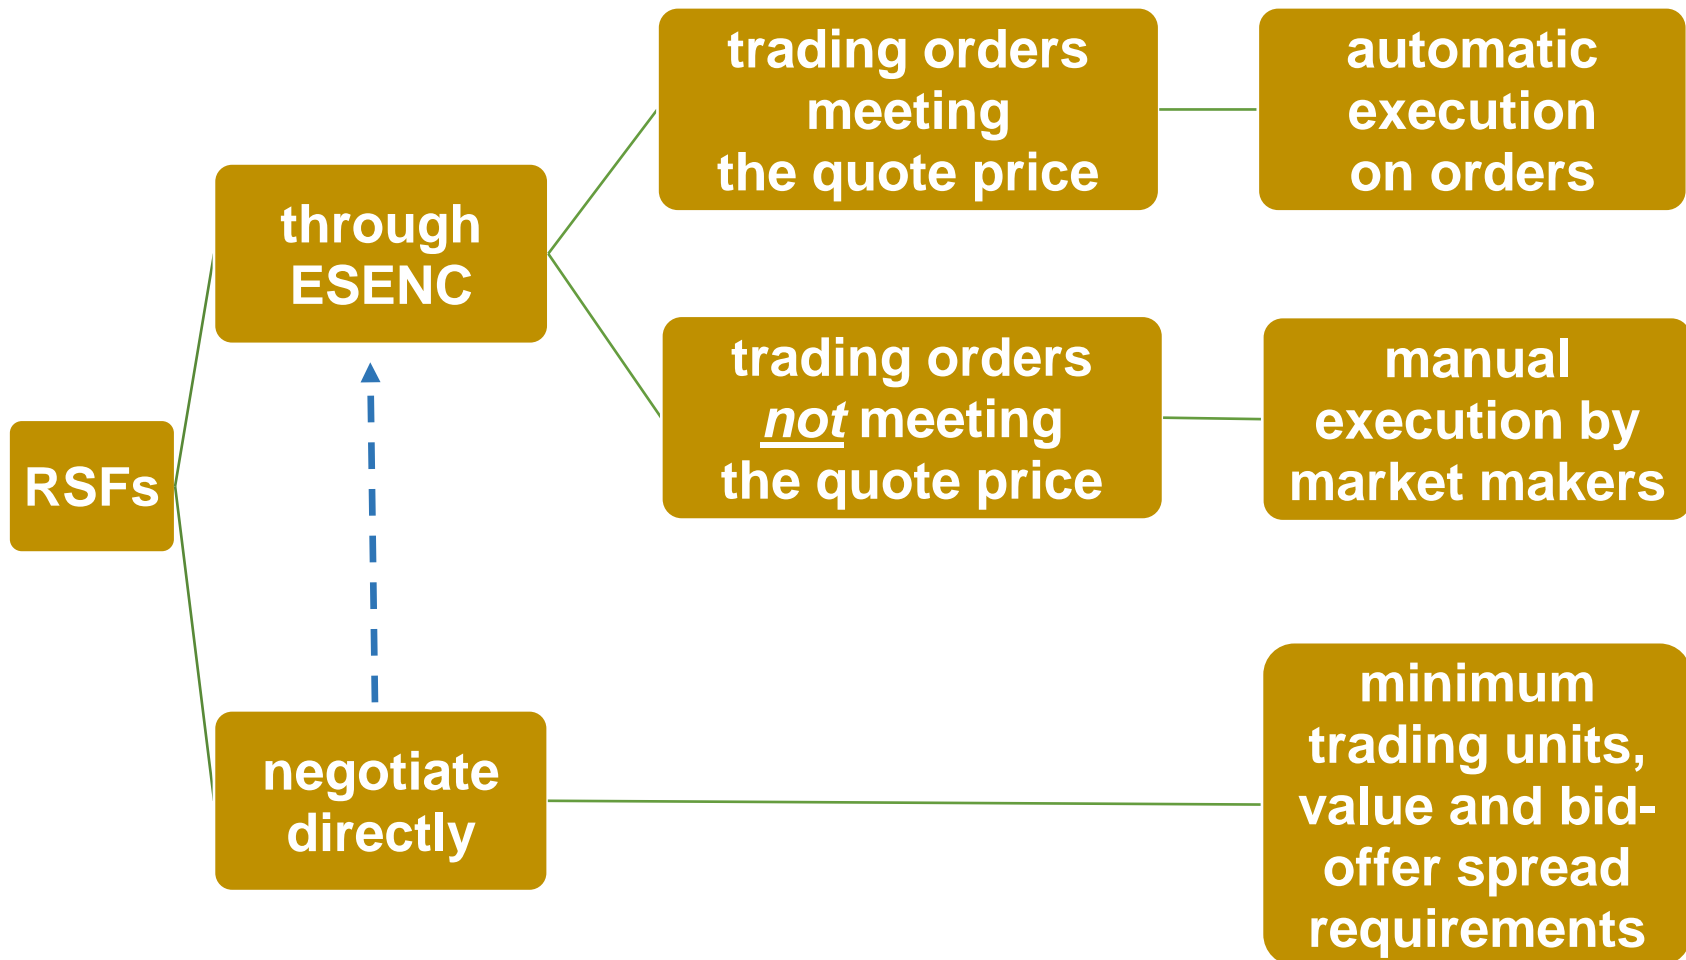 trading orders
meeting
the quote price
automatic
execution
on orders
through
ESENC
trading orders
not meeting
the quote price
manual
execution by
market makers
RSFs
negotiate
directly
minimum
trading units,
value and bid-
offer spread
requirements